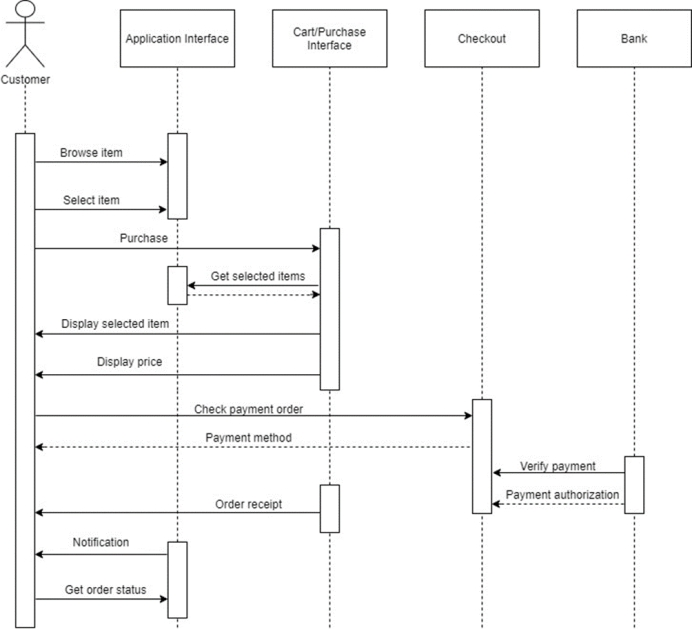 Customer
Application Interface
Cart/Purchase
Interface
Checkout
Bank
Browse item
Select item
Purchase
Get selected items
Display selected item
Display price
Check payment order
Payment method
Verify payment
Payment authorization
Order receipt
Notification
Get order status